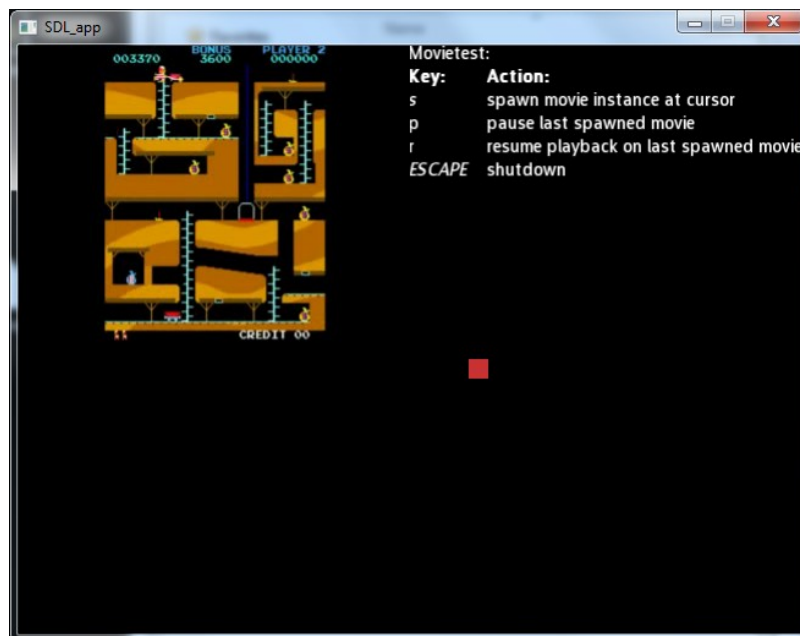 SDL_app
BONUS PLAYER 2
003370 3600 000000
CREDIT 00
Movietest:
Key: Action:
s spawn movie instance at cursor
p pause last spawned movie
r resume playback on last spawned movie
ESCAPE shutdown